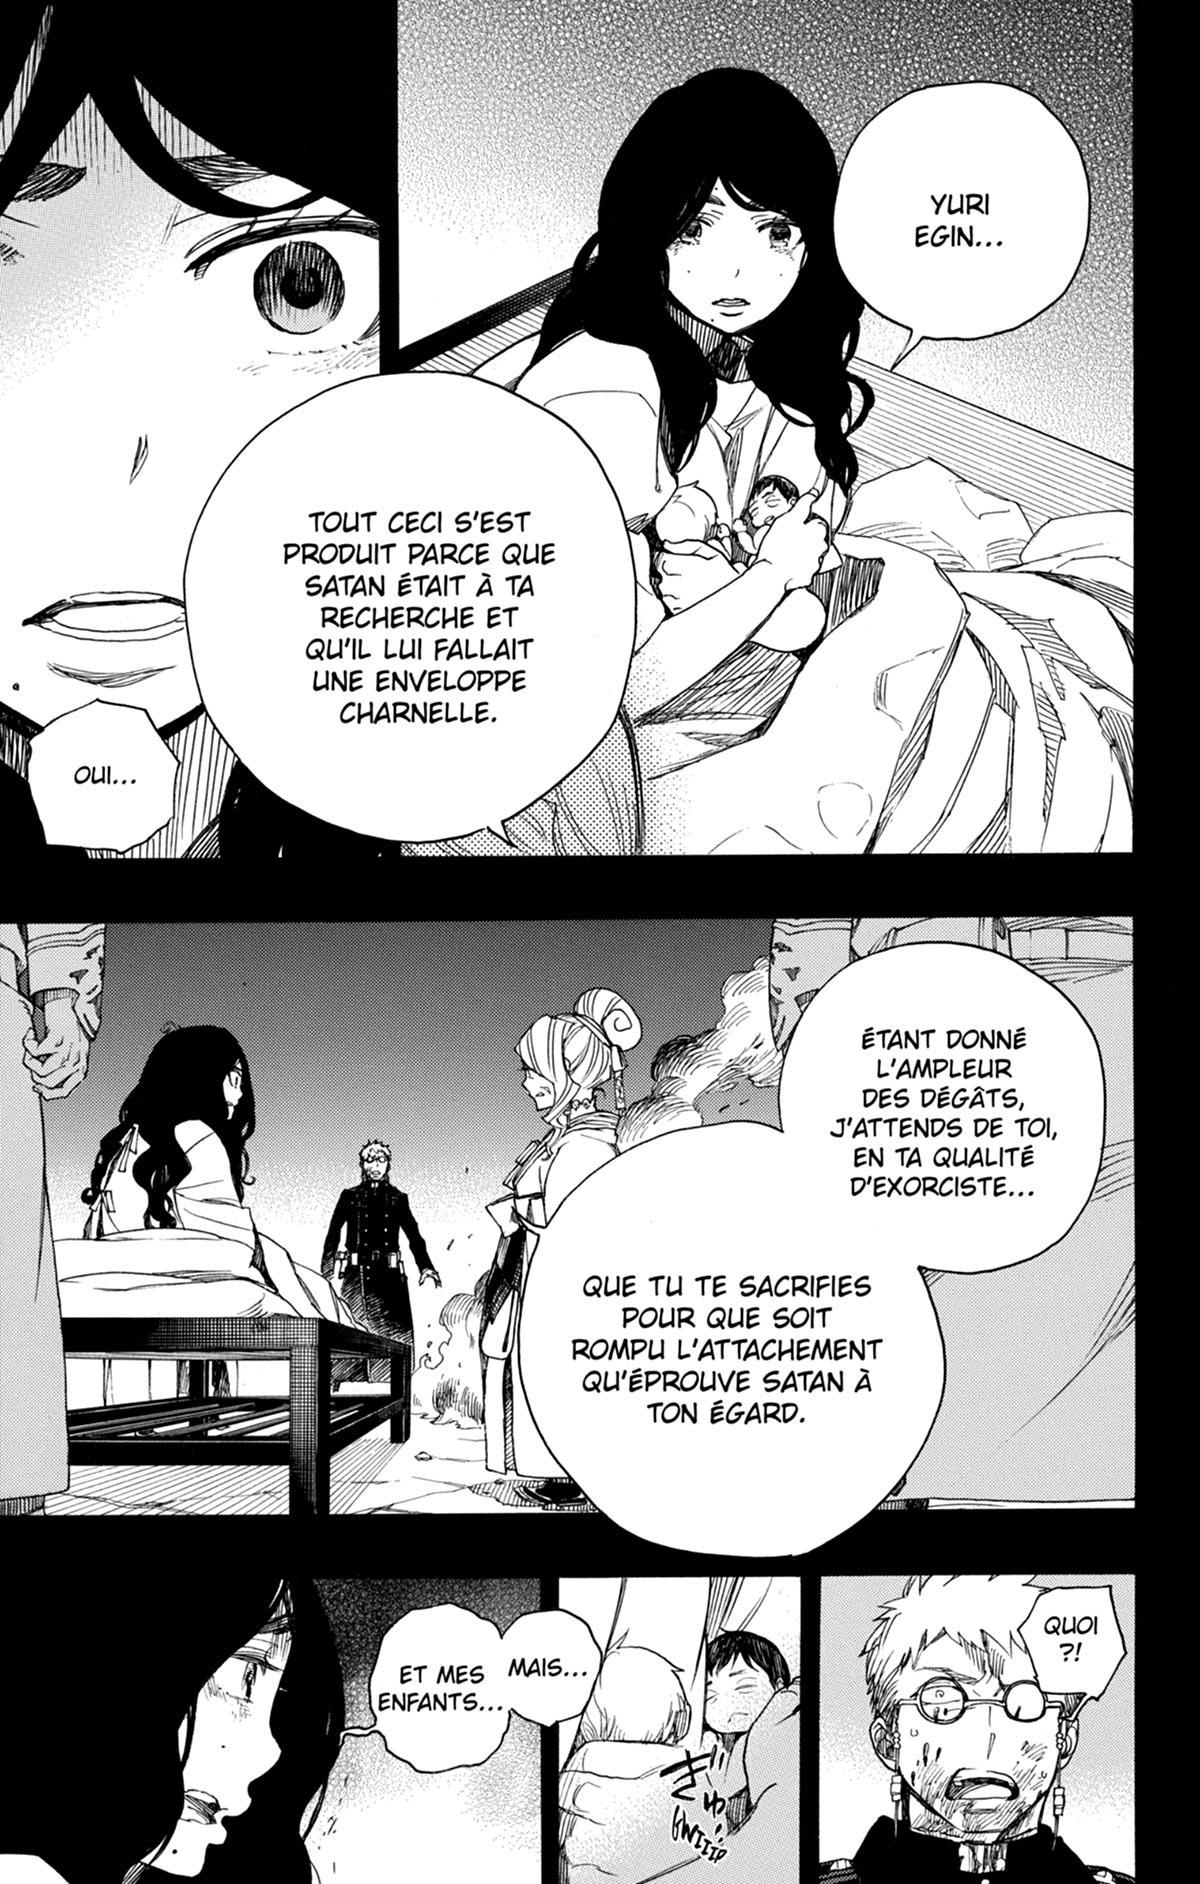 YURI
EGIN...
TOUT CECI S'EST
PRODUIT PARCE QUE
SATAN ÉTAIT À TA
RECHERCHE ET
QU'IL LUI FALLAIT
UNE ENVELOPPE
CHARNELLE.
OUI...
ÉTANT DONNÉ
L'AMPLEUR
DES DÉGÂTS,
J'ATTENDS DE TOI,
EN TA QUALITÉ
D'EXORCISTE...
QUE TU TE SACRIFIES
POUR QUE SOIT
ROMPU L'ATTACHEMENT
QU'ÉPROUVE SATAN À
TON ÉGARD.
QUOI
?!
ぎゅ
MAIS...
ET MES
ENFANTS...